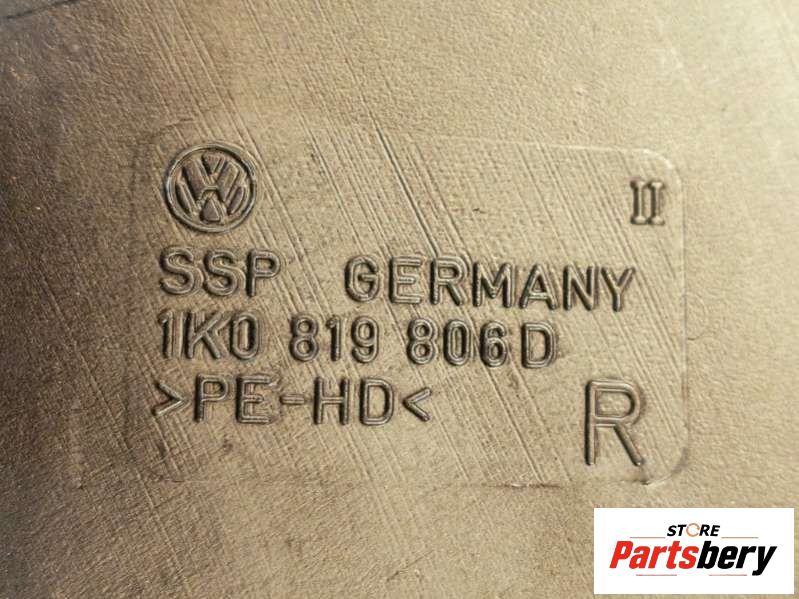 II
SSP GERMANY
1K0 819 806D
>PE-HD<
R
STORE
Partsbery